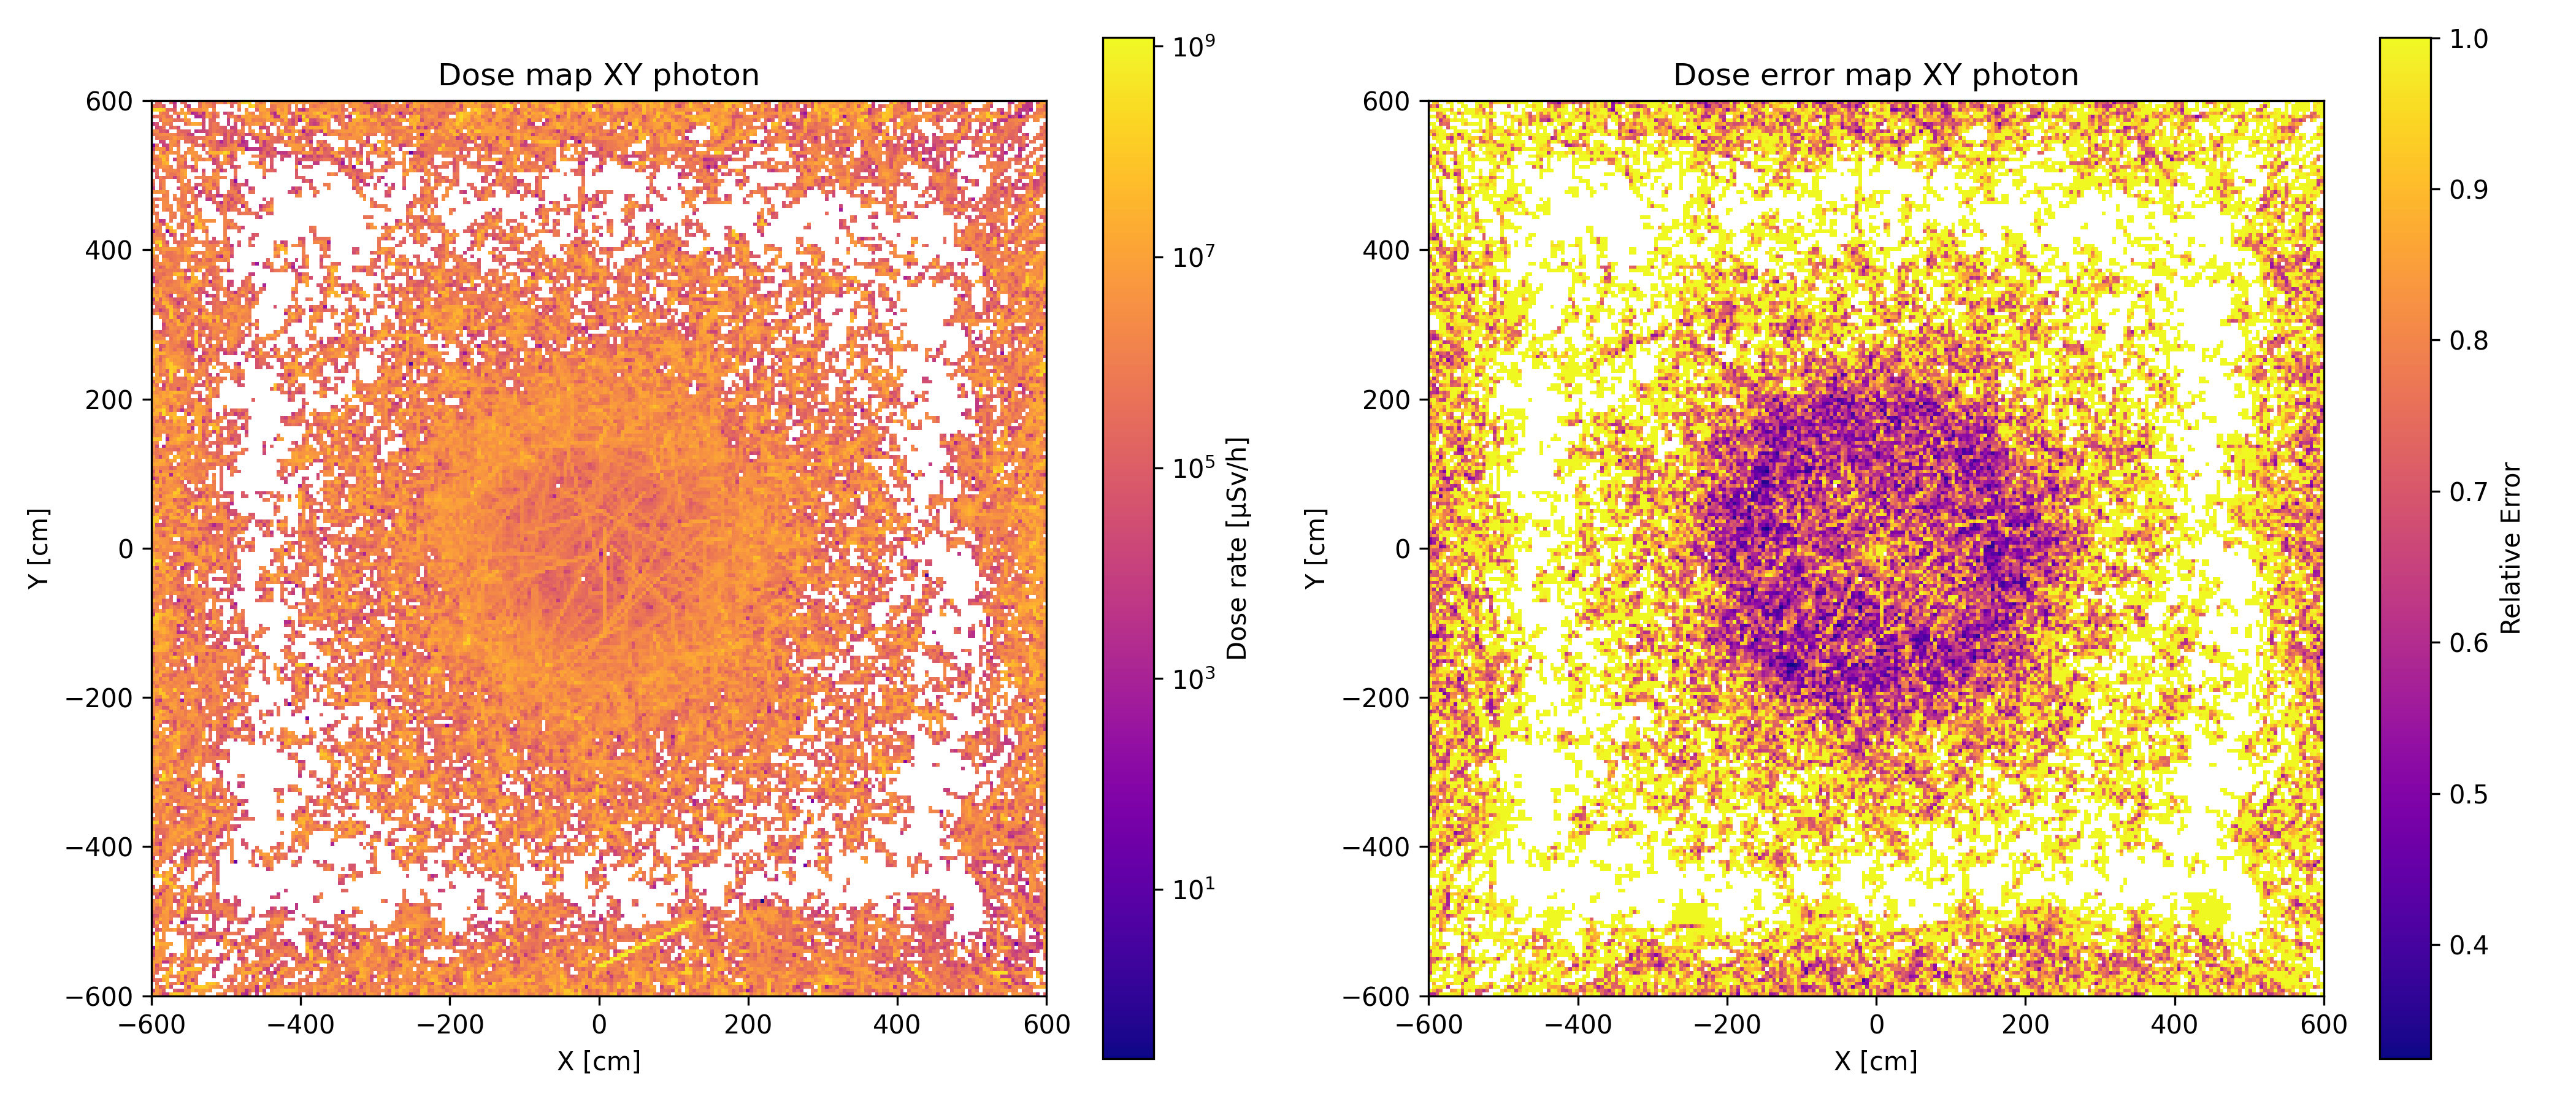 Dose map XY photon
600
400
200
0
−200
−400
−600
Y [cm]
−600 −400 −200 0 200 400 600
X [cm]
10⁹
10⁷
10⁵
10³
10¹
Dose rate [μSv/h]
Dose error map XY photon
600
400
200
0
−200
−400
−600
Y [cm]
−600 −400 −200 0 200 400 600
X [cm]
1.0
0.9
0.8
0.7
0.6
0.5
0.4
Relative Error